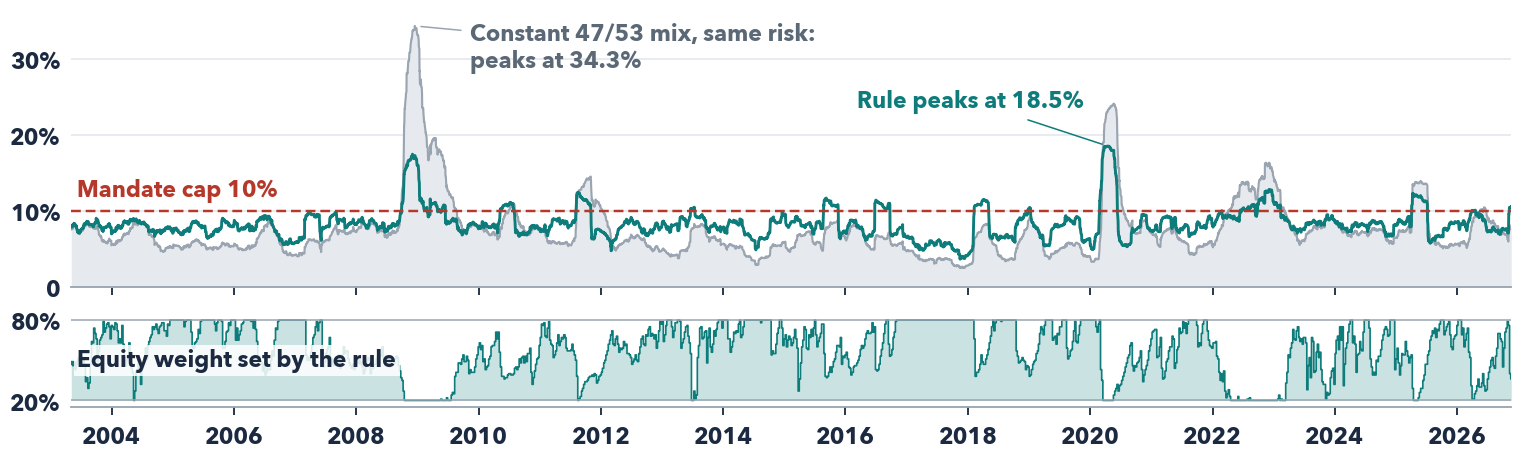 Constant 47/53 mix, same risk:
peaks at 34.3%
30%
Rule peaks at 18.5%
20%
Mandate cap 10%
10%
0
80%
Equity weight set by the rule
20%
2004 2006 2008 2010 2012 2014 2016 2018 2020 2022 2024 2026